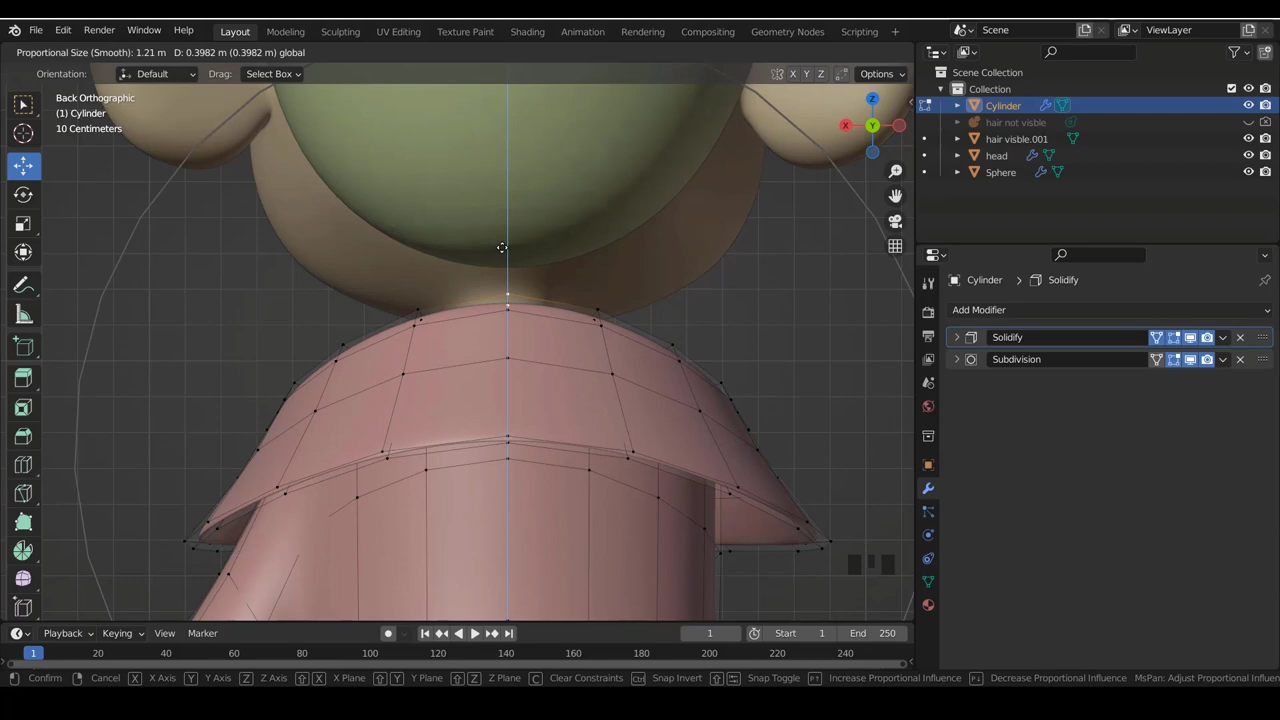 File Edit Render Window Help Layout Modeling Sculpting UV Editing Texture Paint Shading Animation Rendering Compositing Geometry Nodes Scripting + Scene ViewLayer
Proportional Size (Smooth): 1.21 m D: 0.3982 m (0.3982 m) global
Orientation: Default Drag: Select Box X Y Z Options
Scene Collection
Back Orthographic
(1) Cylinder
10 Centimeters
Z
X Y
Collection
Cylinder
hair not visble
hair visble.001
head
Sphere
Cylinder > Solidify
Add Modifier
Solidify
Subdivision
Playback Keying View Marker 1 Start 1 End 250
1 20 40 60 80 100 120 140 160 180 200 220 240
Confirm Cancel X X Axis Y Y Axis Z Z Axis X X Plane Y Y Plane Z Z Plane C Clear Constraints Ctrl Snap Invert Snap Toggle Increase Proportional Influence Decrease Proportional Influence MsPan: Adjust Proportional Influen